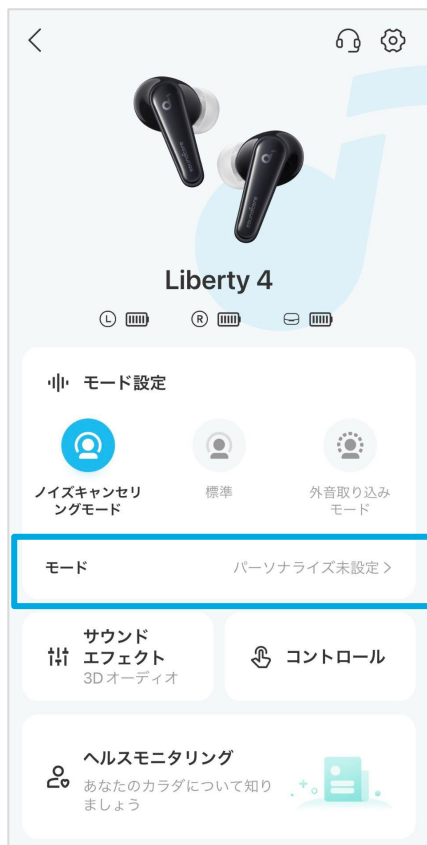 Liberty 4
L R
モード設定
ノイズキャンセリ
ングモード
標準
外音取り込み
モード
モード パーソナライズ未設定
サウンド
エフェクト
3Dオーディオ
コントロール
ヘルスモニタリング
あなたのカラダについて知り
ましょう